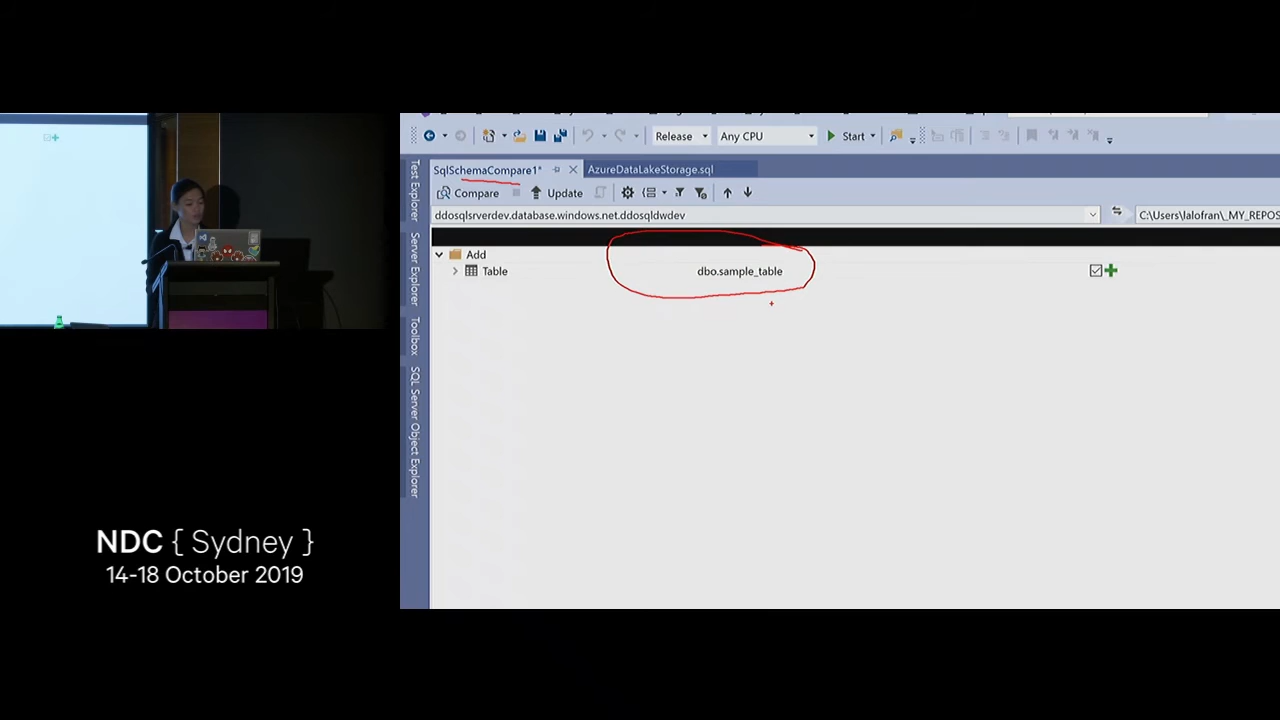 Release
Any CPU
Start
SqlSchemaCompare1*
AzureDataLakeStorage.sql
Compare
Update
ddosqlsrverdev.database.windows.net.ddosqldwdev
C:\Users\lalofran\_MY_REPOS
Add
Table
dbo.sample_table
Test Explorer
Server Explorer
Toolbox
SQL Server Object Explorer
NDC { Sydney }
14-18 October 2019